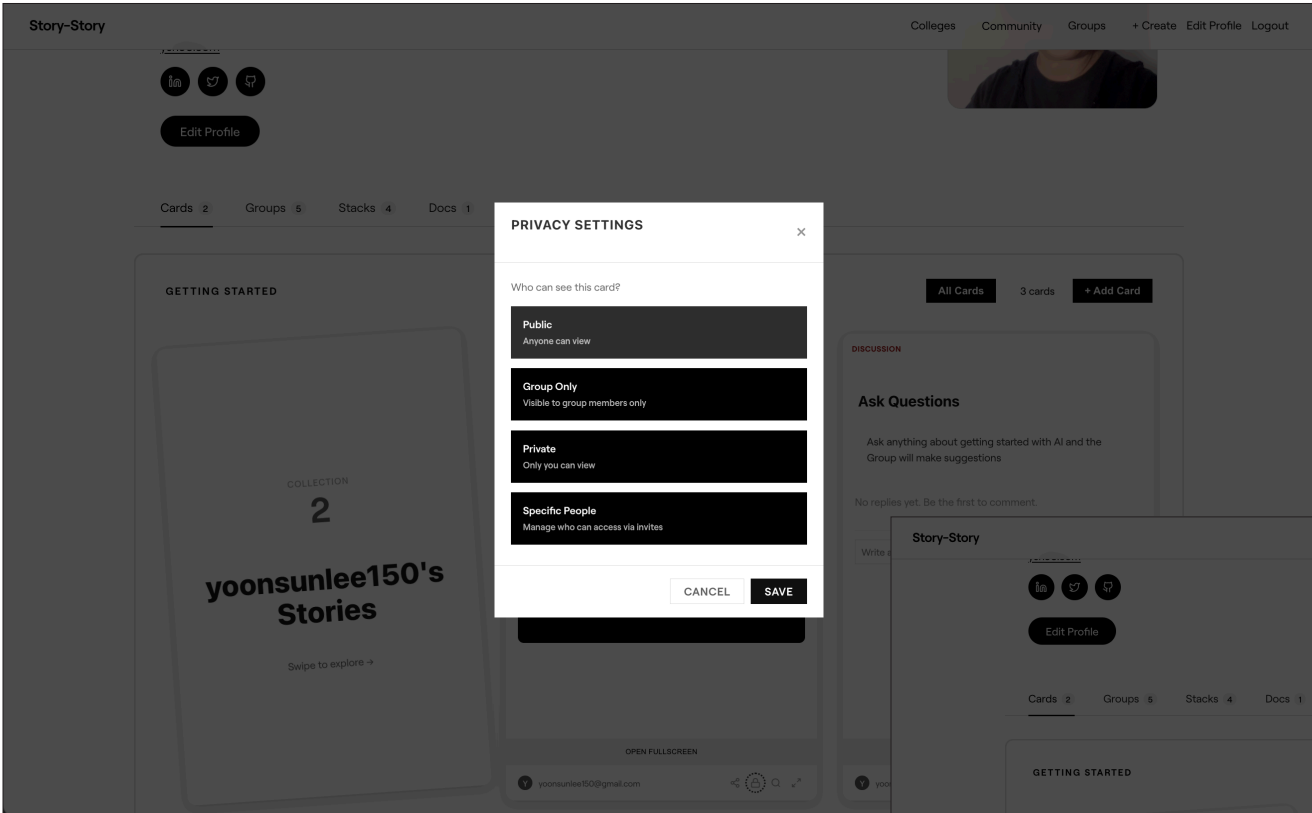 Story-Story
Colleges Community Groups + Create Edit Profile Logout
in
Edit Profile
Cards 2 Groups 5 Stacks 4 Docs 1
PRIVACY SETTINGS
×
Who can see this card?
Public
Anyone can view
Group Only
Visible to group members only
Private
Only you can view
Specific People
Manage who can access via invites
CANCEL SAVE
GETTING STARTED
All Cards 3 cards + Add Card
COLLECTION
2
yoonsunlee150's
Stories
Swipe to explore →
OPEN FULLSCREEN
Y yoonsunlee150@gmail.com
DISCUSSION
Ask Questions
Ask anything about getting started with AI and the
Group will make suggestions
No replies yet. Be the first to comment.
Write
Y yoo
Story-Story
in
Edit Profile
Cards 2 Groups 5 Stacks 4 Docs 1
GETTING STARTED